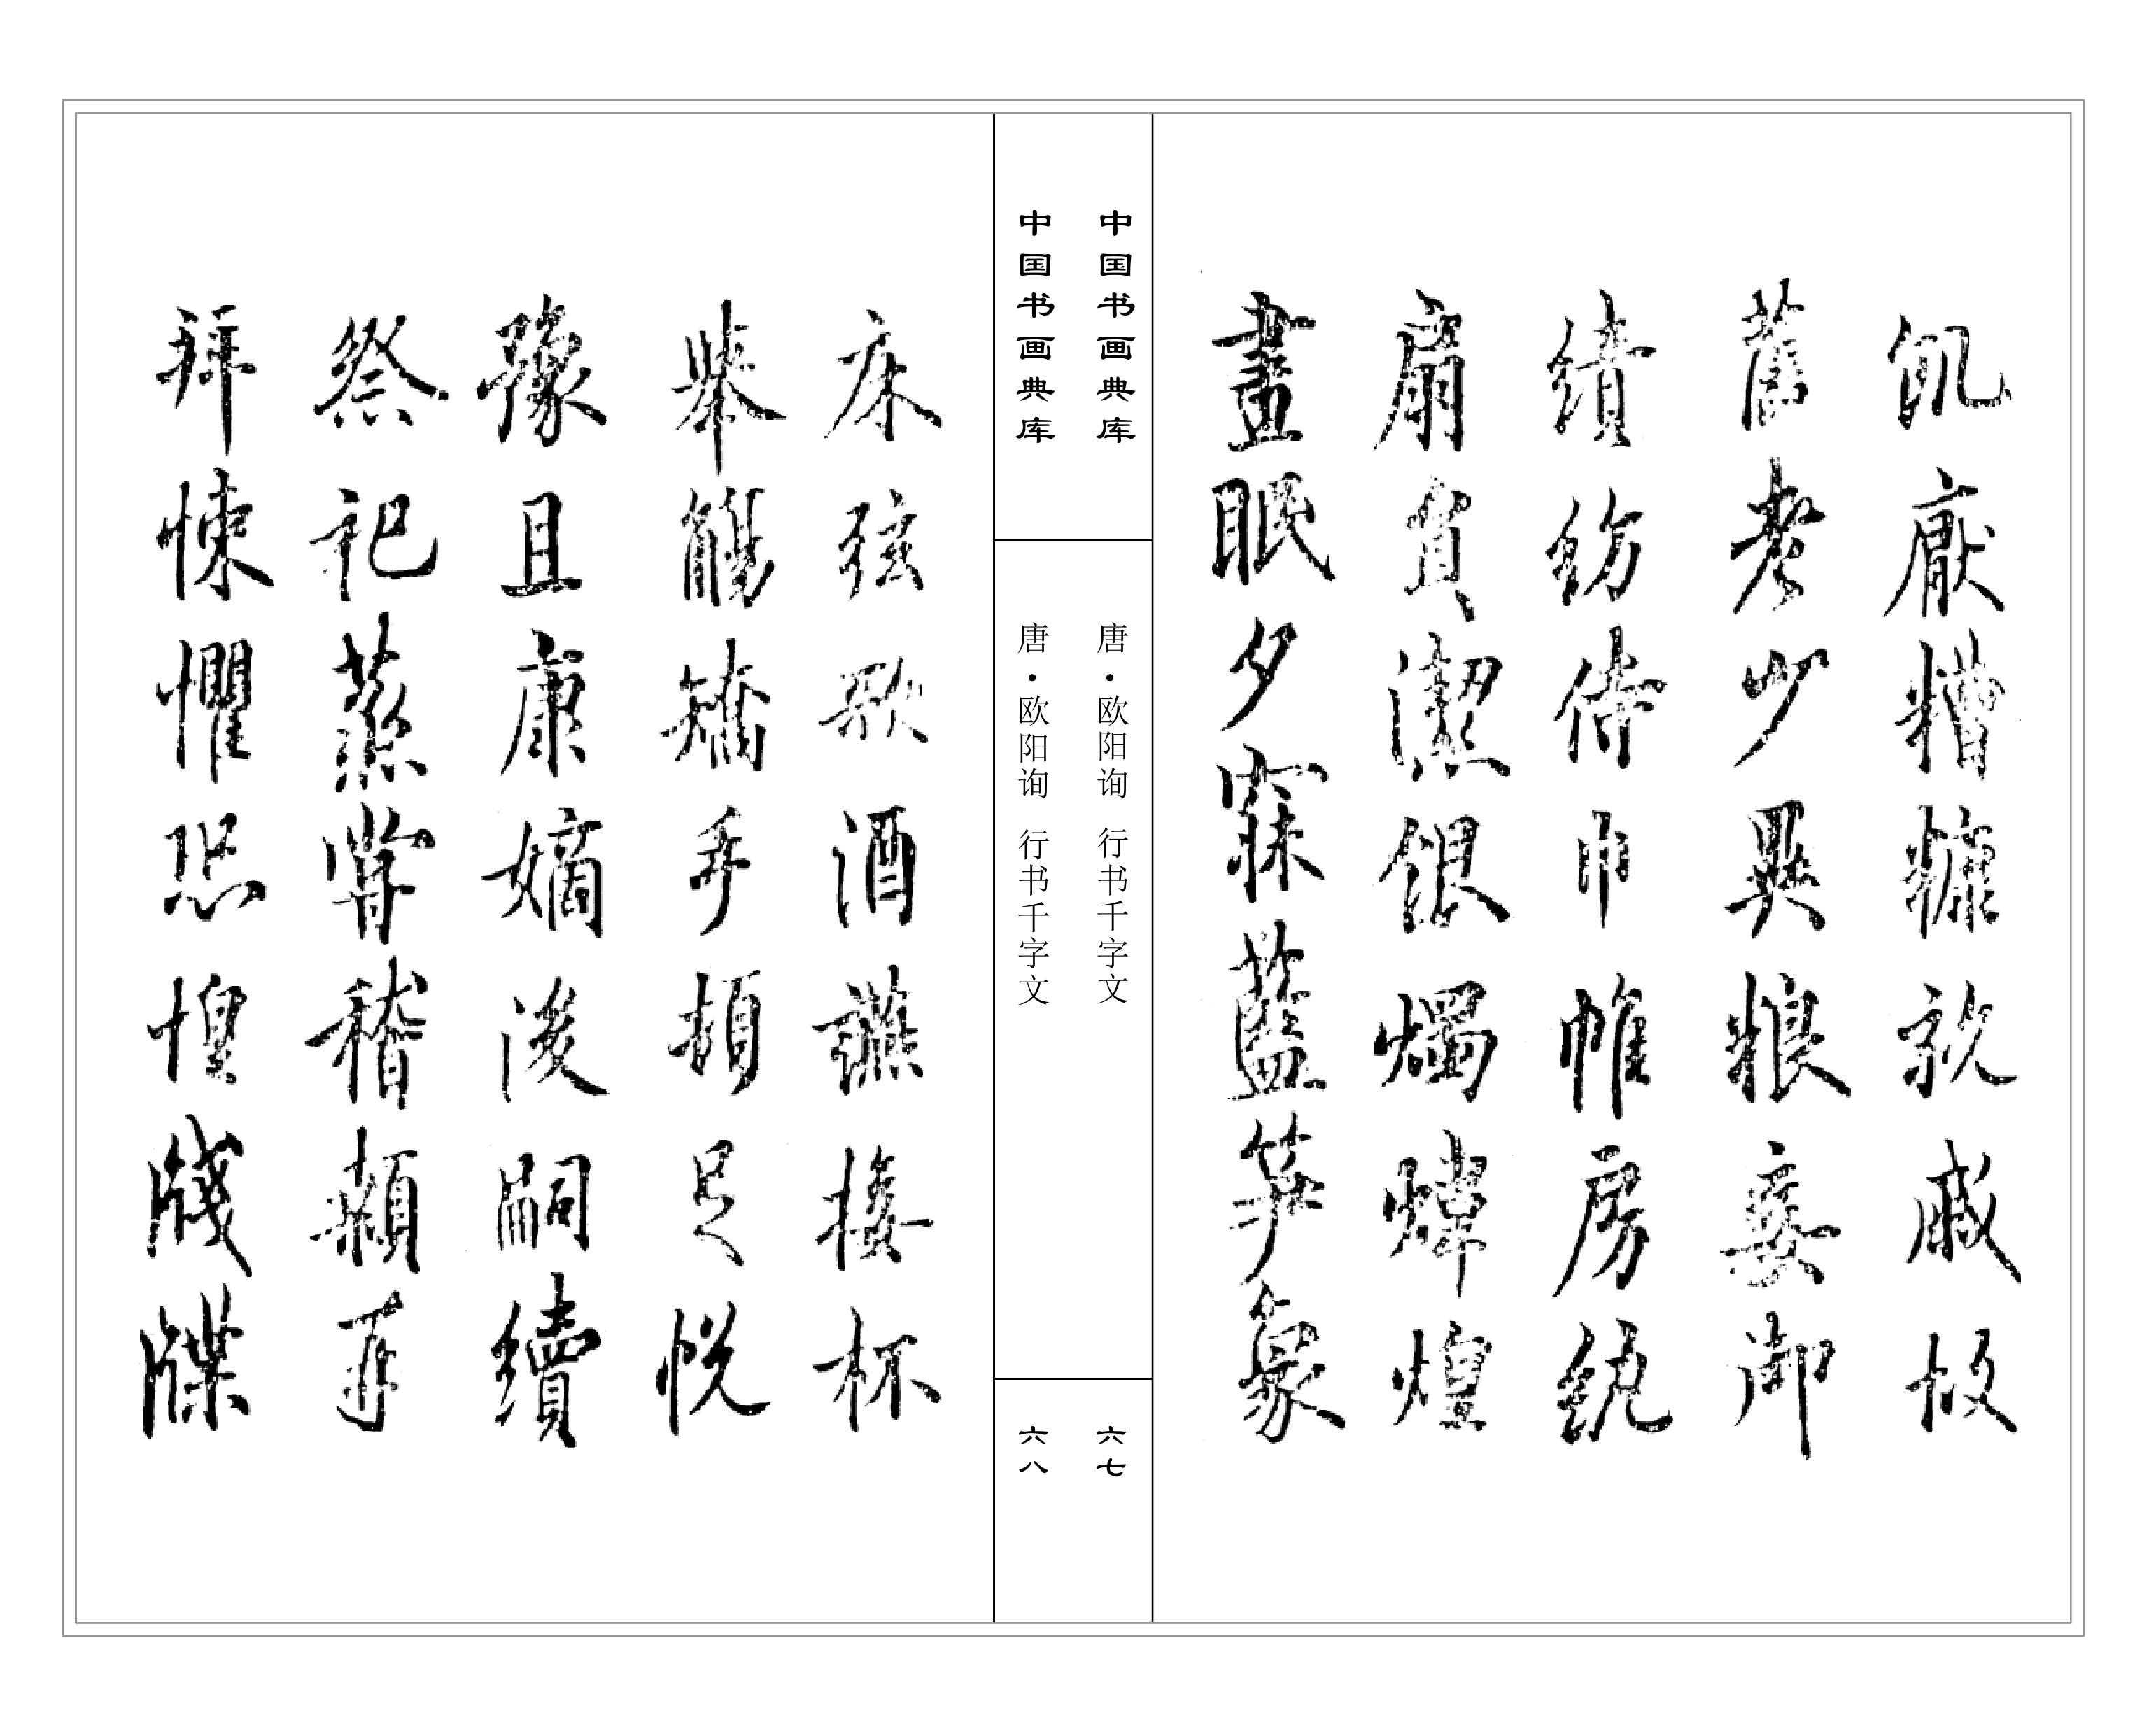 飢厭糟糠親戚故
舊老少異粮妾御
績紡侍巾帷房紈
扇員潔銀燭煒煌
晝眠夕寐藍笋象
中国书画典库
唐·欧阳询 行书千字文
六七
中国书画典库
唐·欧阳询 行书千字文
六八
床弦歌酒讌接杯
舉觴矯手頓足悦
豫且康嫡後嗣續
祭祀蒸嘗稽顙再
拜悚懼恐惶牋牒